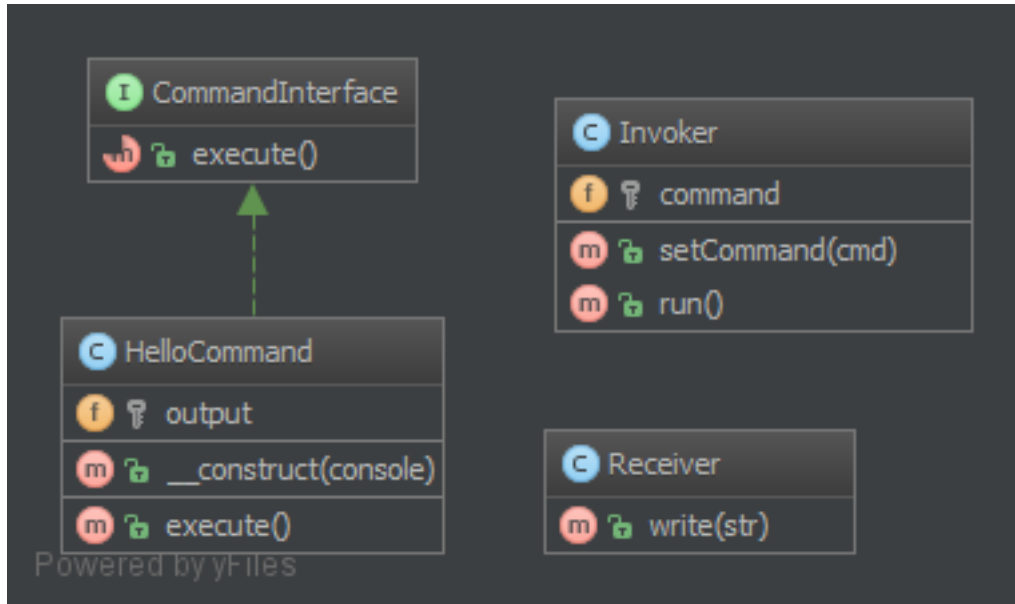 CommandInterface
execute()
HelloCommand
output
__construct(console)
execute()
Invoker
command
setCommand(cmd)
run()
Receiver
write(str)
Powered by yFiles